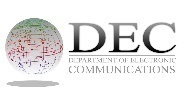 DEC
DEPARTMENT OF ELECTRONIC
COMMUNICATIONS